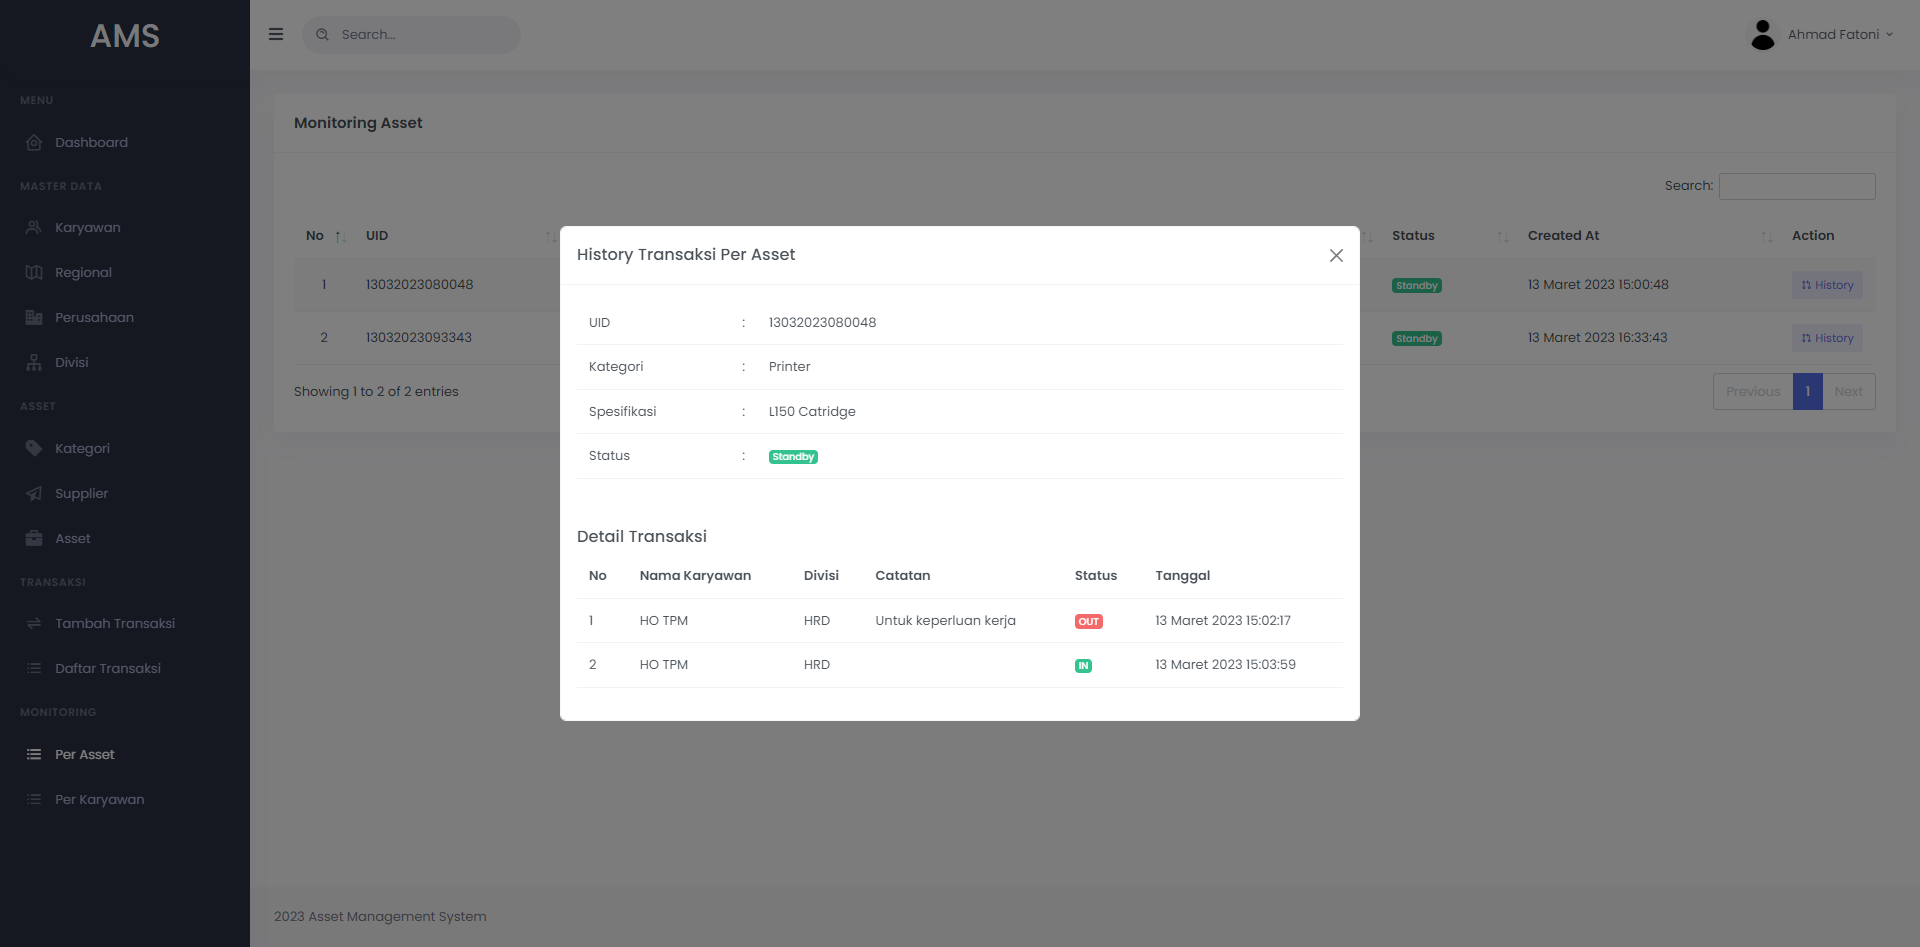 AMS
MENU
Dashboard
MASTER DATA
Karyawan
Regional
Perusahaan
Divisi
ASSET
Kategori
Supplier
Asset
TRANSAKSI
Tambah Transaksi
Daftar Transaksi
MONITORING
Per Asset
Per Karyawan
Search...
Ahmad Fatoni
Monitoring Asset
Search:
No UID Status Created At Action
1 13032023080048 Standby 13 Maret 2023 15:00:48 History
2 13032023093343 Standby 13 Maret 2023 16:33:43 History
Showing 1 to 2 of 2 entries
Previous 1 Next
History Transaksi Per Asset
UID : 13032023080048
Kategori : Printer
Spesifikasi : L150 Catridge
Status : Standby
Detail Transaksi
No Nama Karyawan Divisi Catatan Status Tanggal
1 HO TPM HRD Untuk keperluan kerja OUT 13 Maret 2023 15:02:17
2 HO TPM HRD IN 13 Maret 2023 15:03:59
2023 Asset Management System